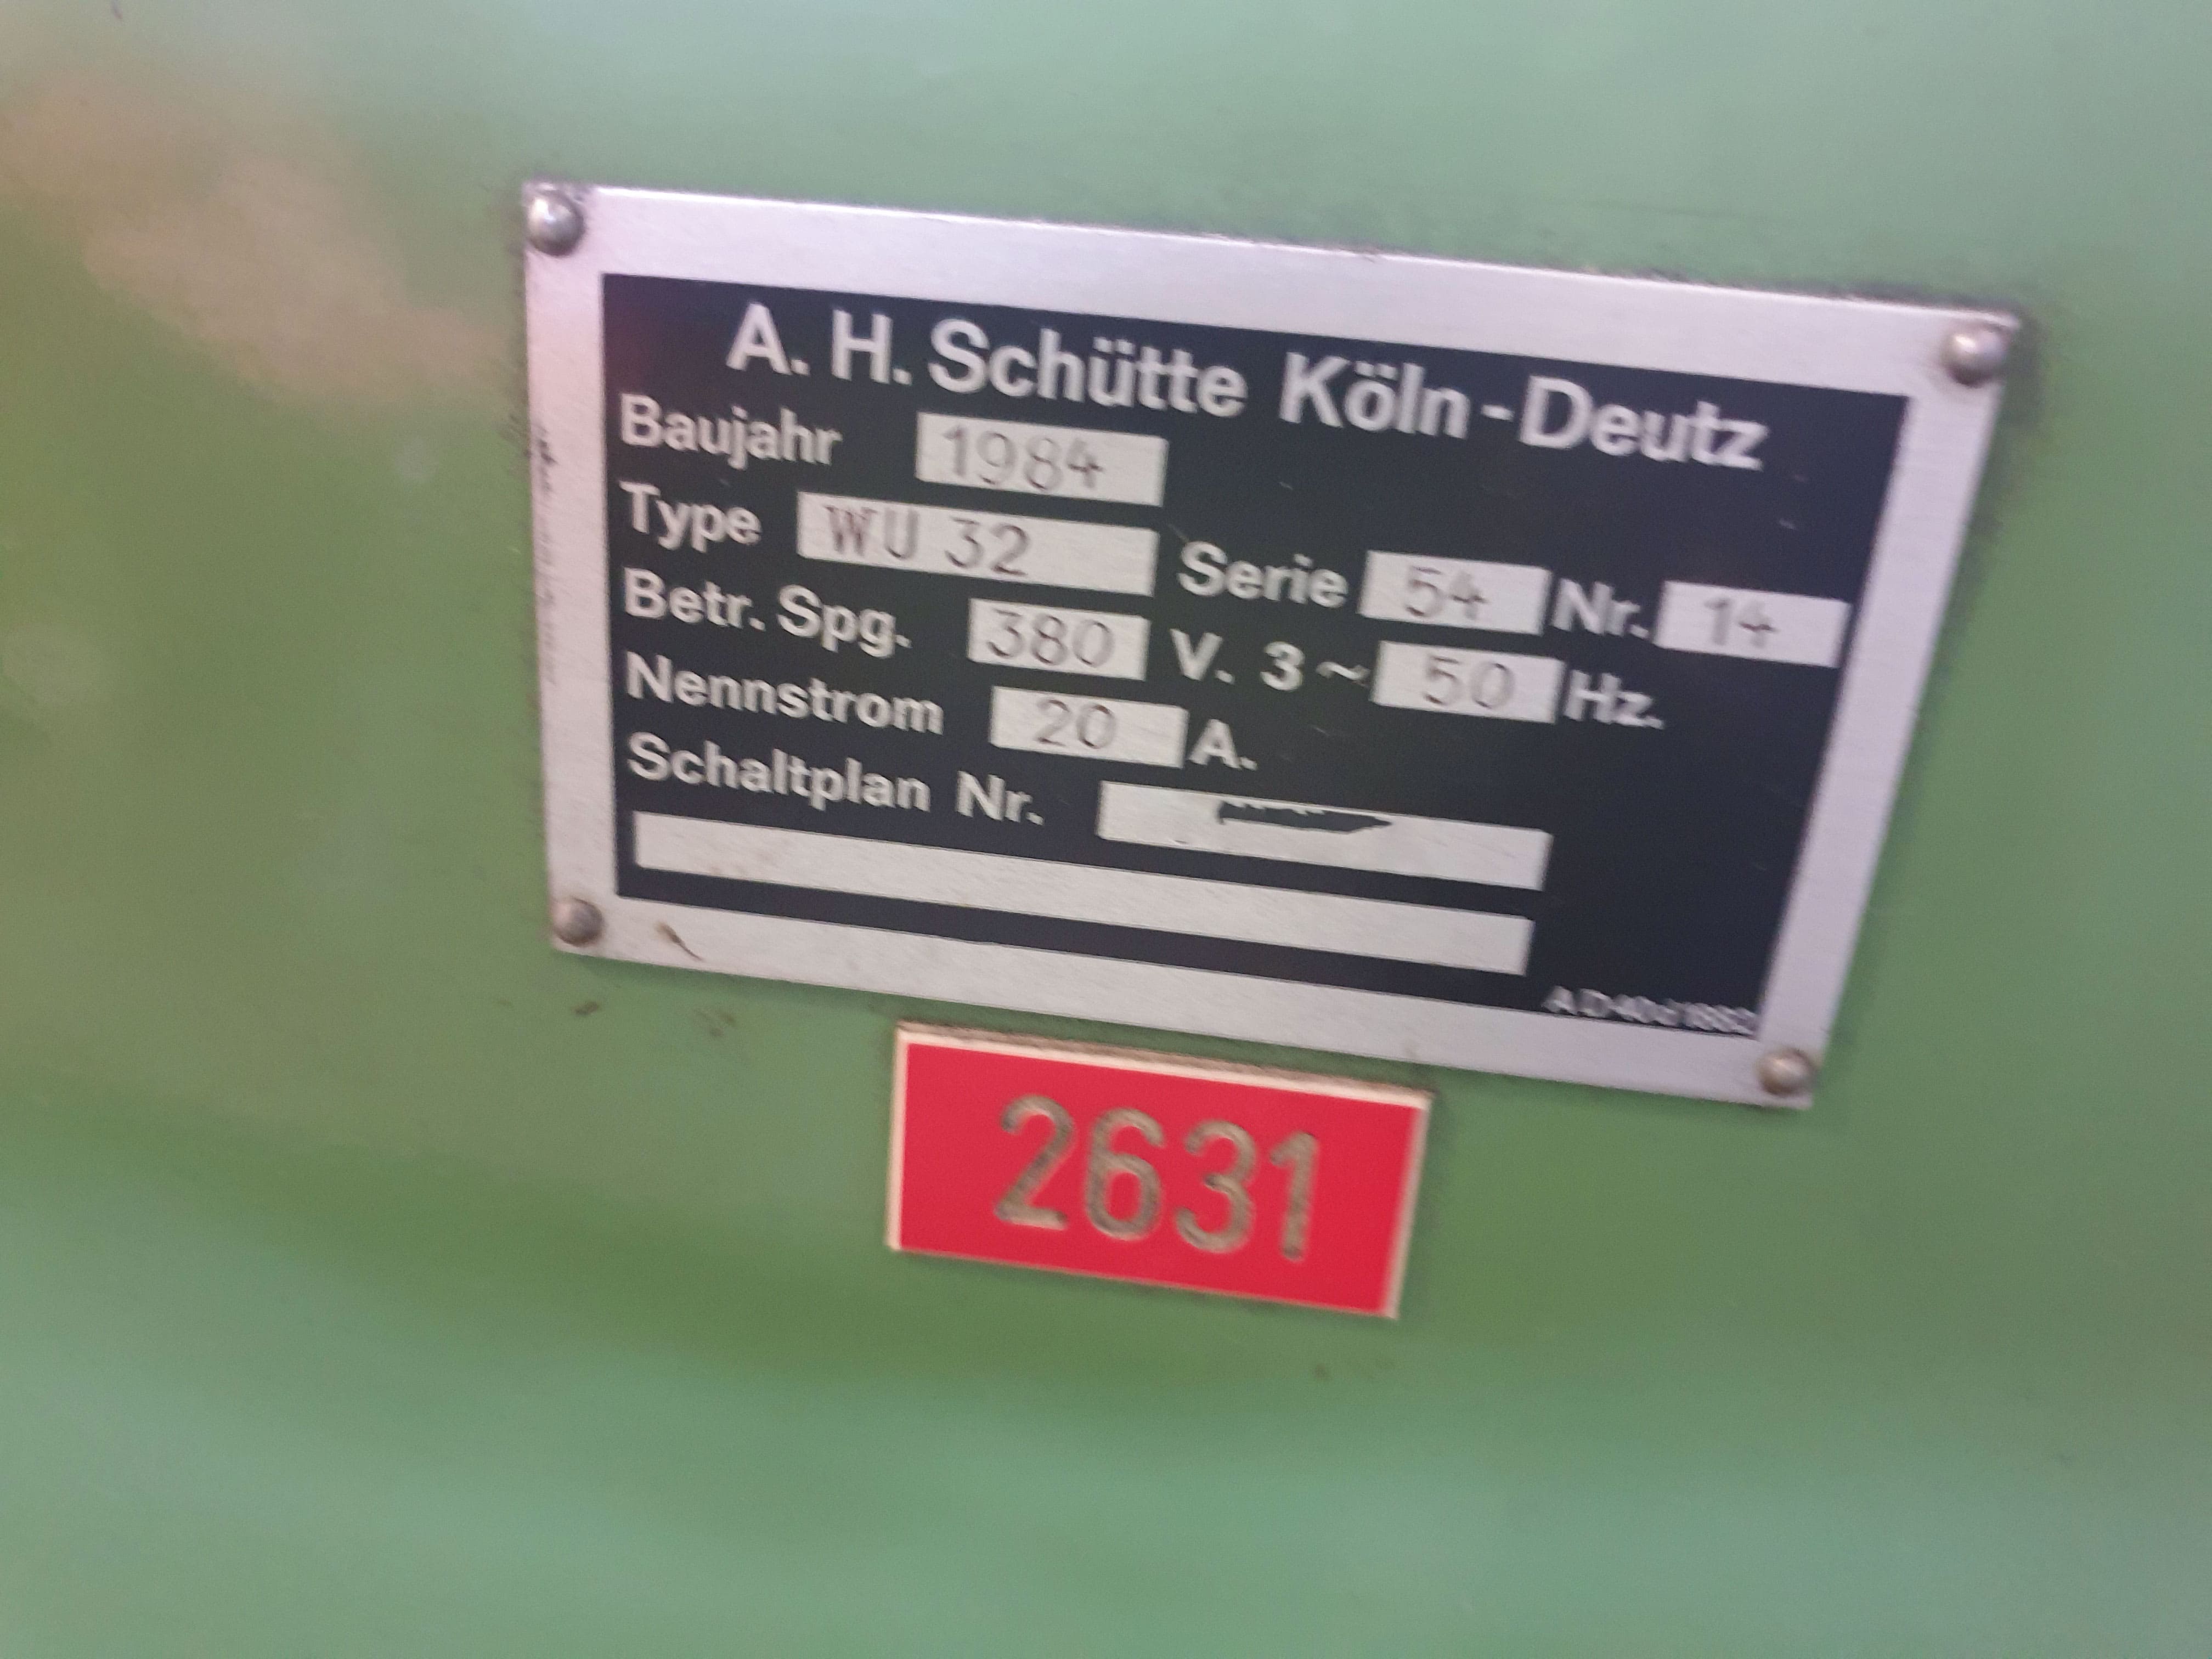 A. H. Schütte Köln-Deutz
Baujahr 1984
Type WU 32 Serie 54 Nr. 14
Betr. Spg. 380 V. 3~ 50 Hz.
Nennstrom 20 A.
Schaltplan Nr.
2631